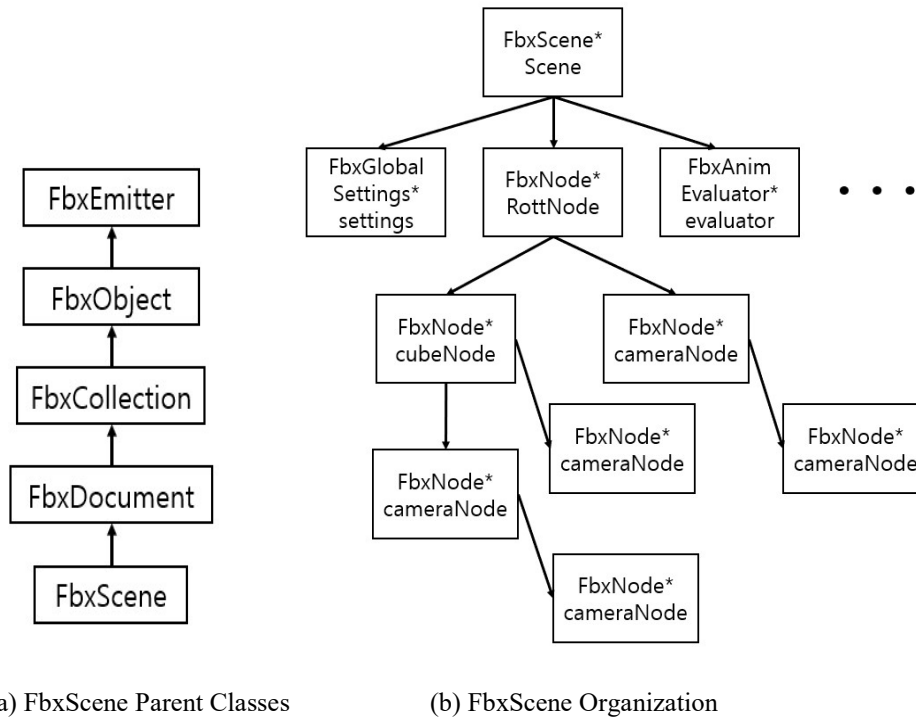 FbxEmitter
FbxObject
FbxCollection
FbxDocument
FbxScene
FbxScene*
Scene
FbxGlobal
Settings*
settings
FbxNode*
RottNode
FbxAnim
Evaluator*
evaluator
• • •
FbxNode*
cubeNode
FbxNode*
cameraNode
FbxNode*
cameraNode
FbxNode*
cameraNode
FbxNode*
cameraNode
FbxNode*
cameraNode
a) FbxScene Parent Classes
(b) FbxScene Organization